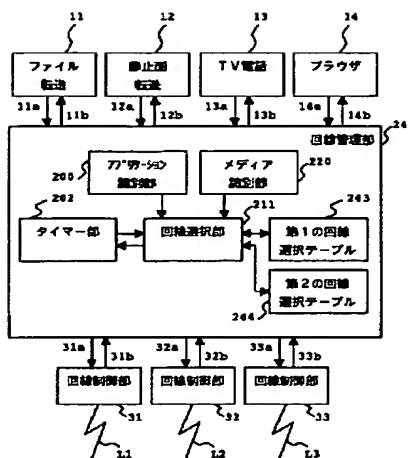 11
12
13
14
ファイル
転送
静止画
転送
TV電話
ブラウザ
11a
11b
12a
12b
13a
13b
14b
回線管理部
24
アプリケーション
識別部
メディア
識別部
220
202
211
203
タイマー部
回線選択部
第1の回線
選択テーブル
第2の回線
選択テーブル
204
31a
31b
32a
32b
33a
33b
回線制御部
回線制御部
回線制御部
31
32
33
L1
L2
L3